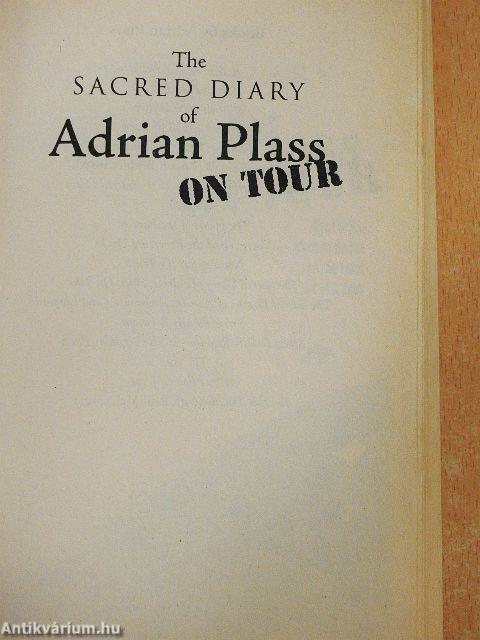 The
SACRED DIARY
of
Adrian Plass
ON TOUR
Antikvárium.hu